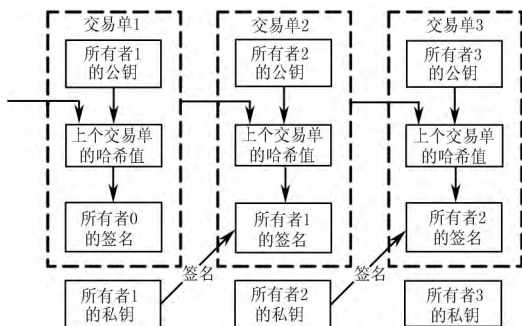 交易单1
交易单2
交易单3
所有者1
的公钥
所有者2
的公钥
所有者3
的公钥
上个交易单
的哈希值
上个交易单
的哈希值
上个交易单
的哈希值
所有者0
的签名
所有者1
的签名
所有者2
的签名
签名
签名
所有者1
的私钥
所有者2
的私钥
所有者3
的私钥